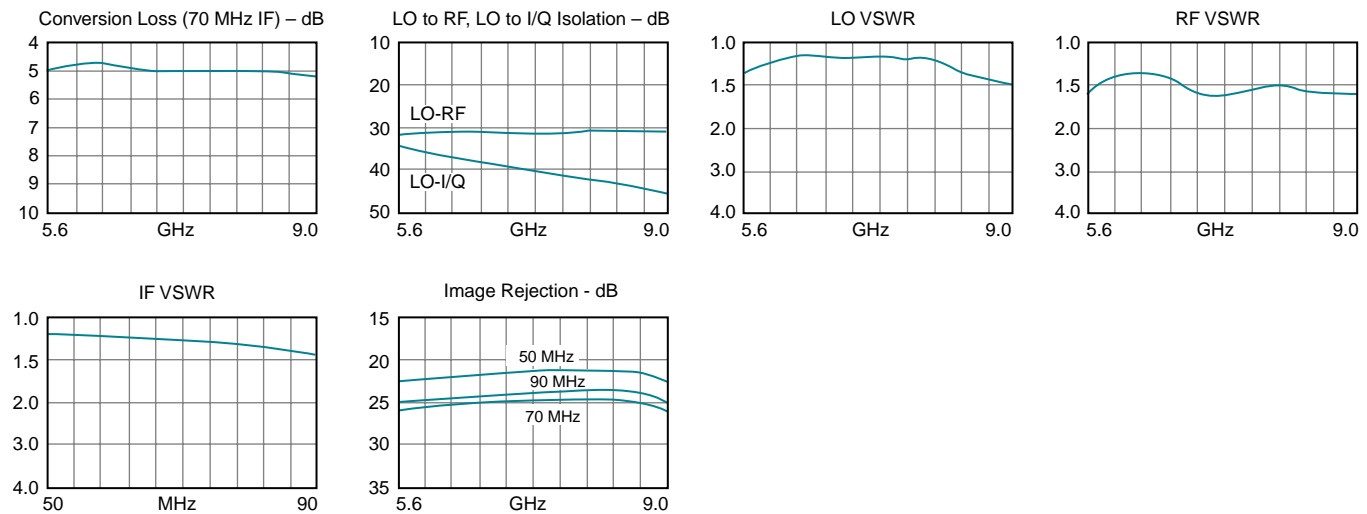 Conversion Loss (70 MHz IF) – dB
4
5
6
7
8
9
10
5.6 GHz 9.0
LO to RF, LO to I/Q Isolation – dB
10
20
30
40
50
LO-RF
LO-I/Q
5.6 GHz 9.0
LO VSWR
1.0
1.5
2.0
3.0
4.0
5.6 GHz 9.0
RF VSWR
1.0
1.5
2.0
3.0
4.0
5.6 GHz 9.0
IF VSWR
1.0
1.5
2.0
3.0
4.0
50 MHz 90
Image Rejection - dB
15
20
25
30
35
50 MHz
90 MHz
70 MHz
5.6 GHz 9.0